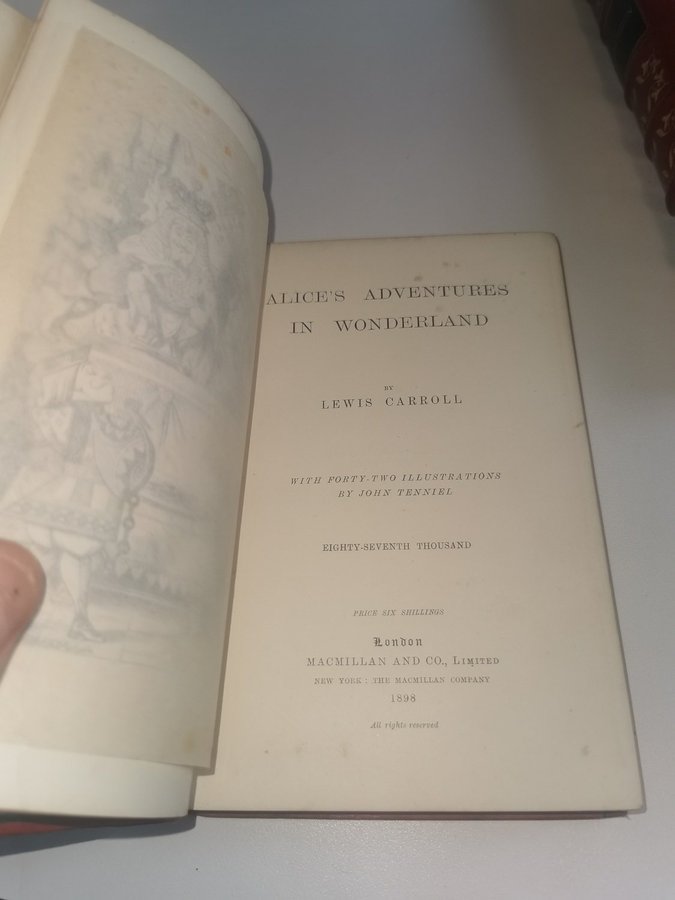 ALICE'S ADVENTURES
IN WONDERLAND
BY
LEWIS CARROLL
WITH FORTY-TWO ILLUSTRATIONS
BY JOHN TENNIEL
EIGHTY-SEVENTH THOUSAND
PRICE SIX SHILLINGS
London
MACMILLAN AND CO., LIMITED
NEW YORK: THE MACMILLAN COMPANY
1898
All rights reserved